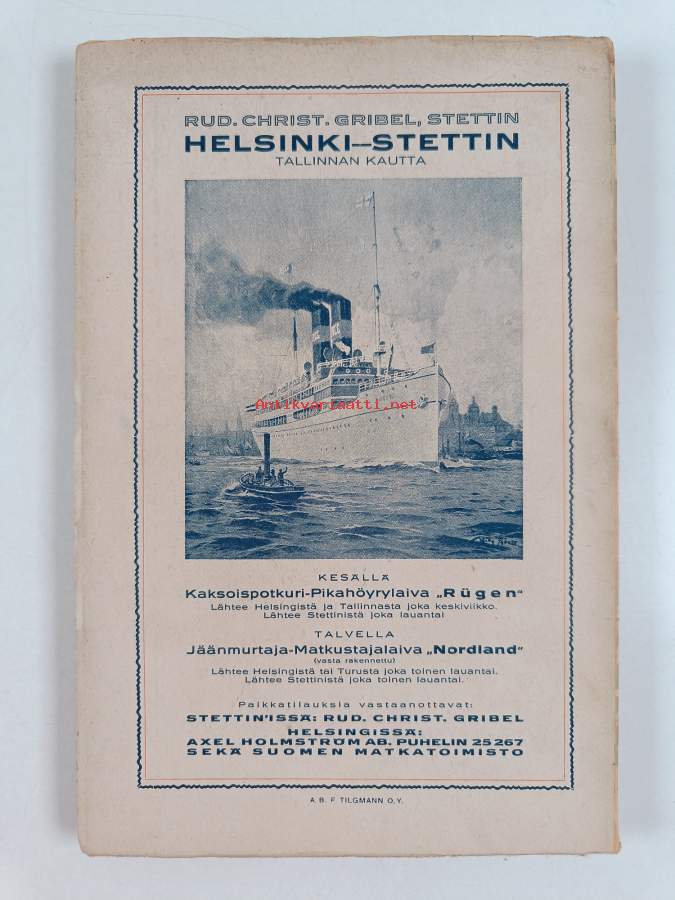 RUD. CHRIST. GRIBEL, STETTIN
HELSINKI—STETTIN
TALLINNAN KAUTTA
Antikvariaatti.net
KESÄLLÄ
Kaksoispotkuri-Pikahöyrylaiva „Rügen“
Lähtee Helsingistä ja Tallinnasta joka keskiviikko.
Lähtee Stettinistä joka lauantai
TALVELLA
Jäänmurtaja-Matkustajalaiva „Nordland“
(vasta rakennettu)
Lähtee Helsingistä tai Turusta joka toinen lauantai.
Lähtee Stettinistä joka toinen lauantai.
Paikkatilauksia vastaanottavat:
STETTIN'ISSÄ: RUD. CHRIST. GRIBEL
HELSINGISSÄ:
AXEL HOLMSTRÖM AB. PUHELIN 25 267
SEKÄ SUOMEN MATKATOIMISTO
A. B. F. TILGMANN O, Y.